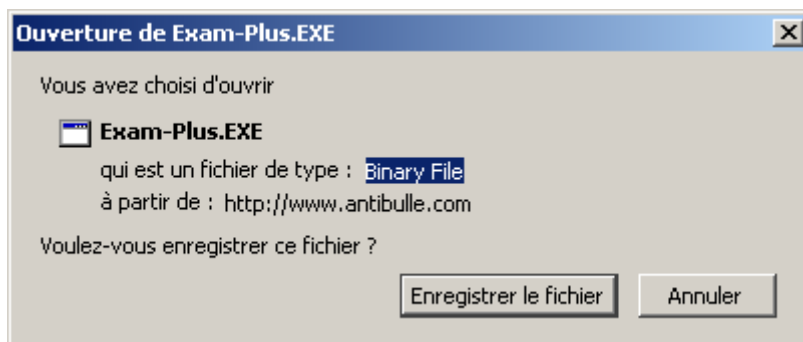 Ouverture de Exam-Plus.EXE
Vous avez choisi d'ouvrir
Exam-Plus.EXE
qui est un fichier de type : Binary File
à partir de : http://www.antibulle.com
Voulez-vous enregistrer ce fichier ?
Enregistrer le fichier Annuler